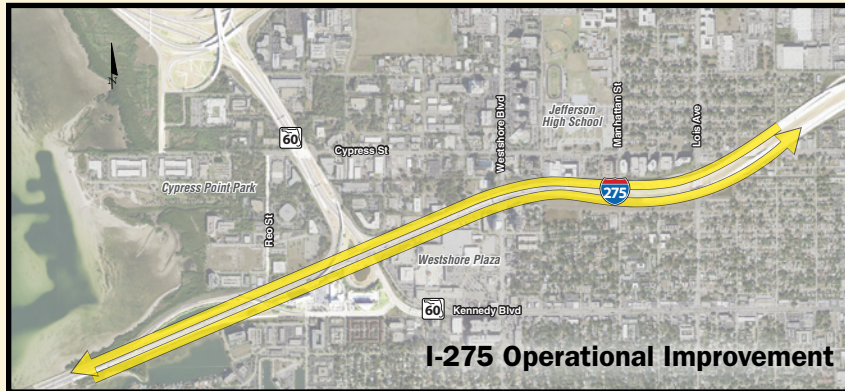 N
Jefferson
High School
Manhattan St
Lois Ave
Westshore Blvd
60
Cypress St
Cypress Point Park
275
Reo St
Westshore Plaza
60
Kennedy Blvd
I-275 Operational Improvement